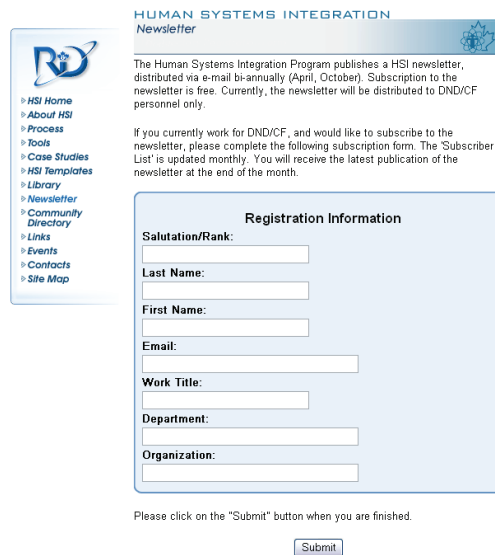 HUMAN SYSTEMS INTEGRATION
Newsletter
R&D
HSI Home
About HSI
Process
Tools
Case Studies
HSI Templates
Library
Newsletter
Community
Directory
Links
Events
Contacts
Site Map
The Human Systems Integration Program publishes a HSI newsletter,
distributed via e-mail bi-annually (April, October). Subscription to the
newsletter is free. Currently, the newsletter will be distributed to DND/CF
personnel only.
If you currently work for DND/CF, and would like to subscribe to the
newsletter, please complete the following subscription form. The 'Subscriber
List' is updated monthly. You will receive the latest publication of the
newsletter at the end of the month.
Registration Information
Salutation/Rank:
Last Name:
First Name:
Email:
Work Title:
Department:
Organization:
Please click on the "Submit" button when you are finished.
Submit